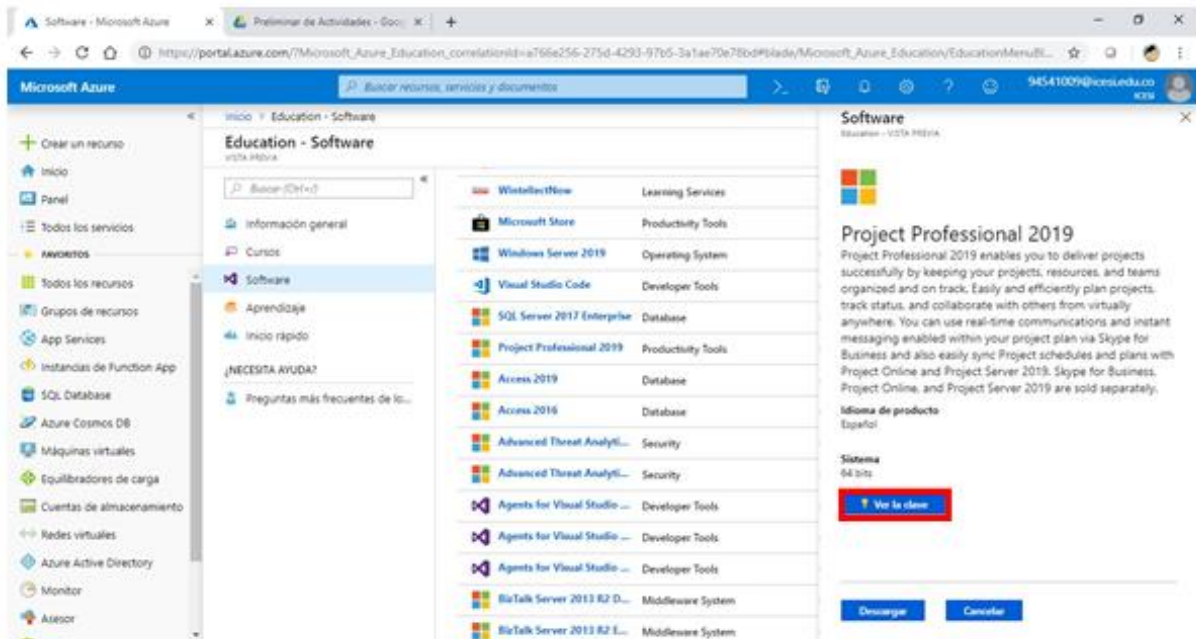 Software - Microsoft Azure
Preliminar de Actividades - Goo
https://portal.azure.com/?Microsoft_Azure_Education_correlationId=a766e256-275d-4293-97b5-3a1ae70e78bd#blade/Microsoft_Azure_Education/EducationMenuBl...
Microsoft Azure
Buscar recursos, servicios y documentos
94541009@icesi.edu.co
ICESI
Crear un recurso
Inicio
Panel
Todos los servicios
FAVORITOS
Todos los recursos
Grupos de recursos
App Services
Instancias de Function App
SQL Database
Azure Cosmos DB
Máquinas virtuales
Equilibradores de carga
Cuentas de almacenamiento
Redes virtuales
Azure Active Directory
Monitor
Asesor
Inicio > Education - Software
Education - Software
VISTA PREVIA
Buscar (Ctrl+/)
Información general
Cursos
Software
Aprendizaje
Inicio rápido
¿NECESITA AYUDA?
Preguntas más frecuentes de lo...
WintellectNow Learning Services
Microsoft Store Productivity Tools
Windows Server 2019 Operating System
Visual Studio Code Developer Tools
SQL Server 2017 Enterprise Database
Project Professional 2019 Productivity Tools
Access 2019 Database
Access 2016 Database
Advanced Threat Analyti... Security
Advanced Threat Analyti... Security
Agents for Visual Studio ... Developer Tools
Agents for Visual Studio ... Developer Tools
Agents for Visual Studio ... Developer Tools
BizTalk Server 2013 R2 D... Middleware System
BizTalk Server 2013 R2 E... Middleware System
Software
Education - VISTA PREVIA
Project Professional 2019
Project Professional 2019 enables you to deliver projects
successfully by keeping your projects, resources, and teams
organized and on track. Easily and efficiently plan projects,
track status, and collaborate with others from virtually
anywhere. You can use real-time communications and instant
messaging enabled within your project plan via Skype for
Business and also easily sync Project schedules and plans with
Project Online and Project Server 2019. Skype for Business,
Project Online, and Project Server 2019 are sold separately.
Idioma de producto
Español
Sistema
64 bits
Ver la clave
Descargar
Cancelar